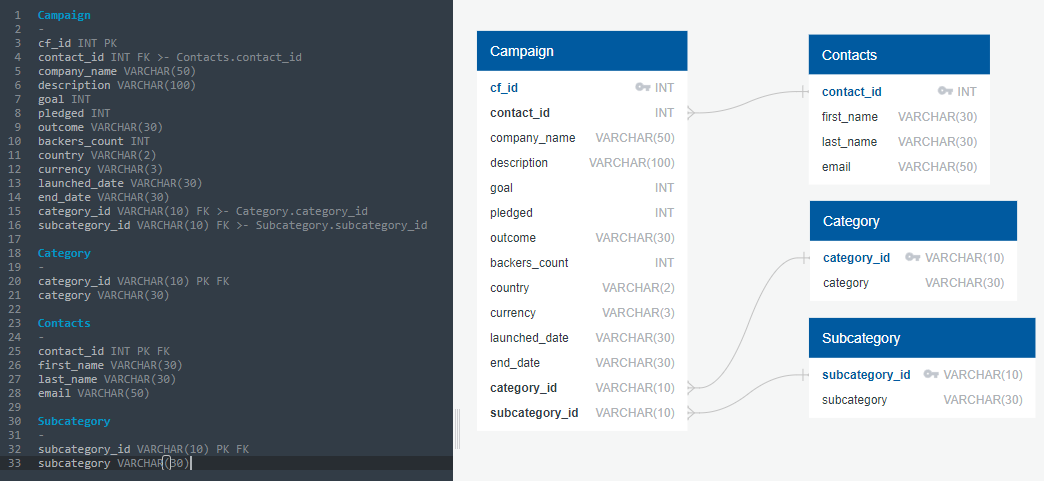 1 Campaign
2 -
3 cf_id INT PK
4 contact_id INT FK >- Contacts.contact_id
5 company_name VARCHAR(50)
6 description VARCHAR(100)
7 goal INT
8 pledged INT
9 outcome VARCHAR(30)
10 backers_count INT
11 country VARCHAR(2)
12 currency VARCHAR(3)
13 launched_date VARCHAR(30)
14 end_date VARCHAR(30)
15 category_id VARCHAR(10) FK >- Category.category_id
16 subcategory_id VARCHAR(10) FK >- Subcategory.subcategory_id
17
18 Category
19 -
20 category_id VARCHAR(10) PK FK
21 category VARCHAR(30)
22
23 Contacts
24 -
25 contact_id INT PK FK
26 first_name VARCHAR(30)
27 last_name VARCHAR(30)
28 email VARCHAR(50)
29
30 Subcategory
31 -
32 subcategory_id VARCHAR(10) PK FK
33 subcategory VARCHAR(30)
Campaign
cf_id INT
contact_id INT
company_name VARCHAR(50)
description VARCHAR(100)
goal INT
pledged INT
outcome VARCHAR(30)
backers_count INT
country VARCHAR(2)
currency VARCHAR(3)
launched_date VARCHAR(30)
end_date VARCHAR(30)
category_id VARCHAR(10)
subcategory_id VARCHAR(10)
Contacts
contact_id INT
first_name VARCHAR(30)
last_name VARCHAR(30)
email VARCHAR(50)
Category
category_id VARCHAR(10)
category VARCHAR(30)
Subcategory
subcategory_id VARCHAR(10)
subcategory VARCHAR(30)